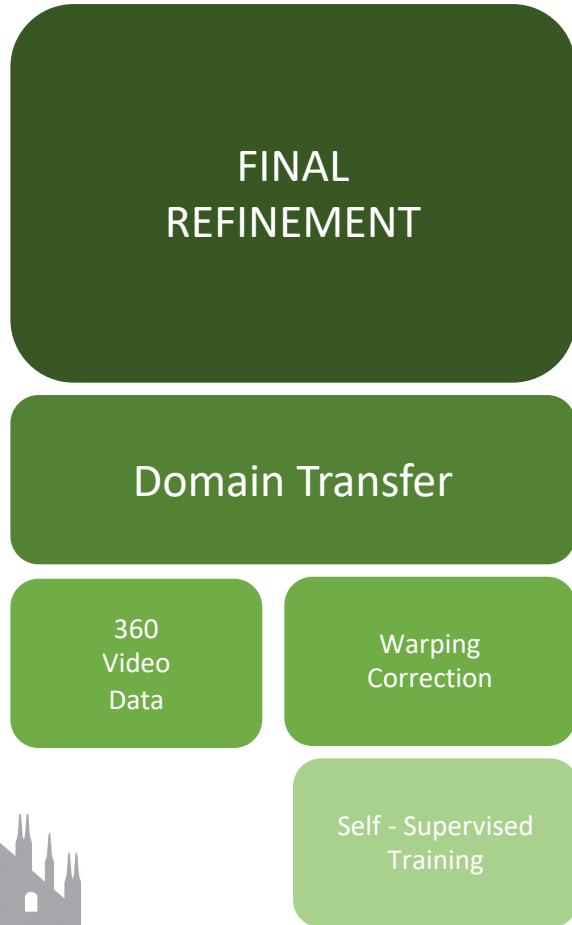 FINAL
REFINEMENT
Domain Transfer
360
Video
Data
Warping
Correction
Self - Supervised
Training